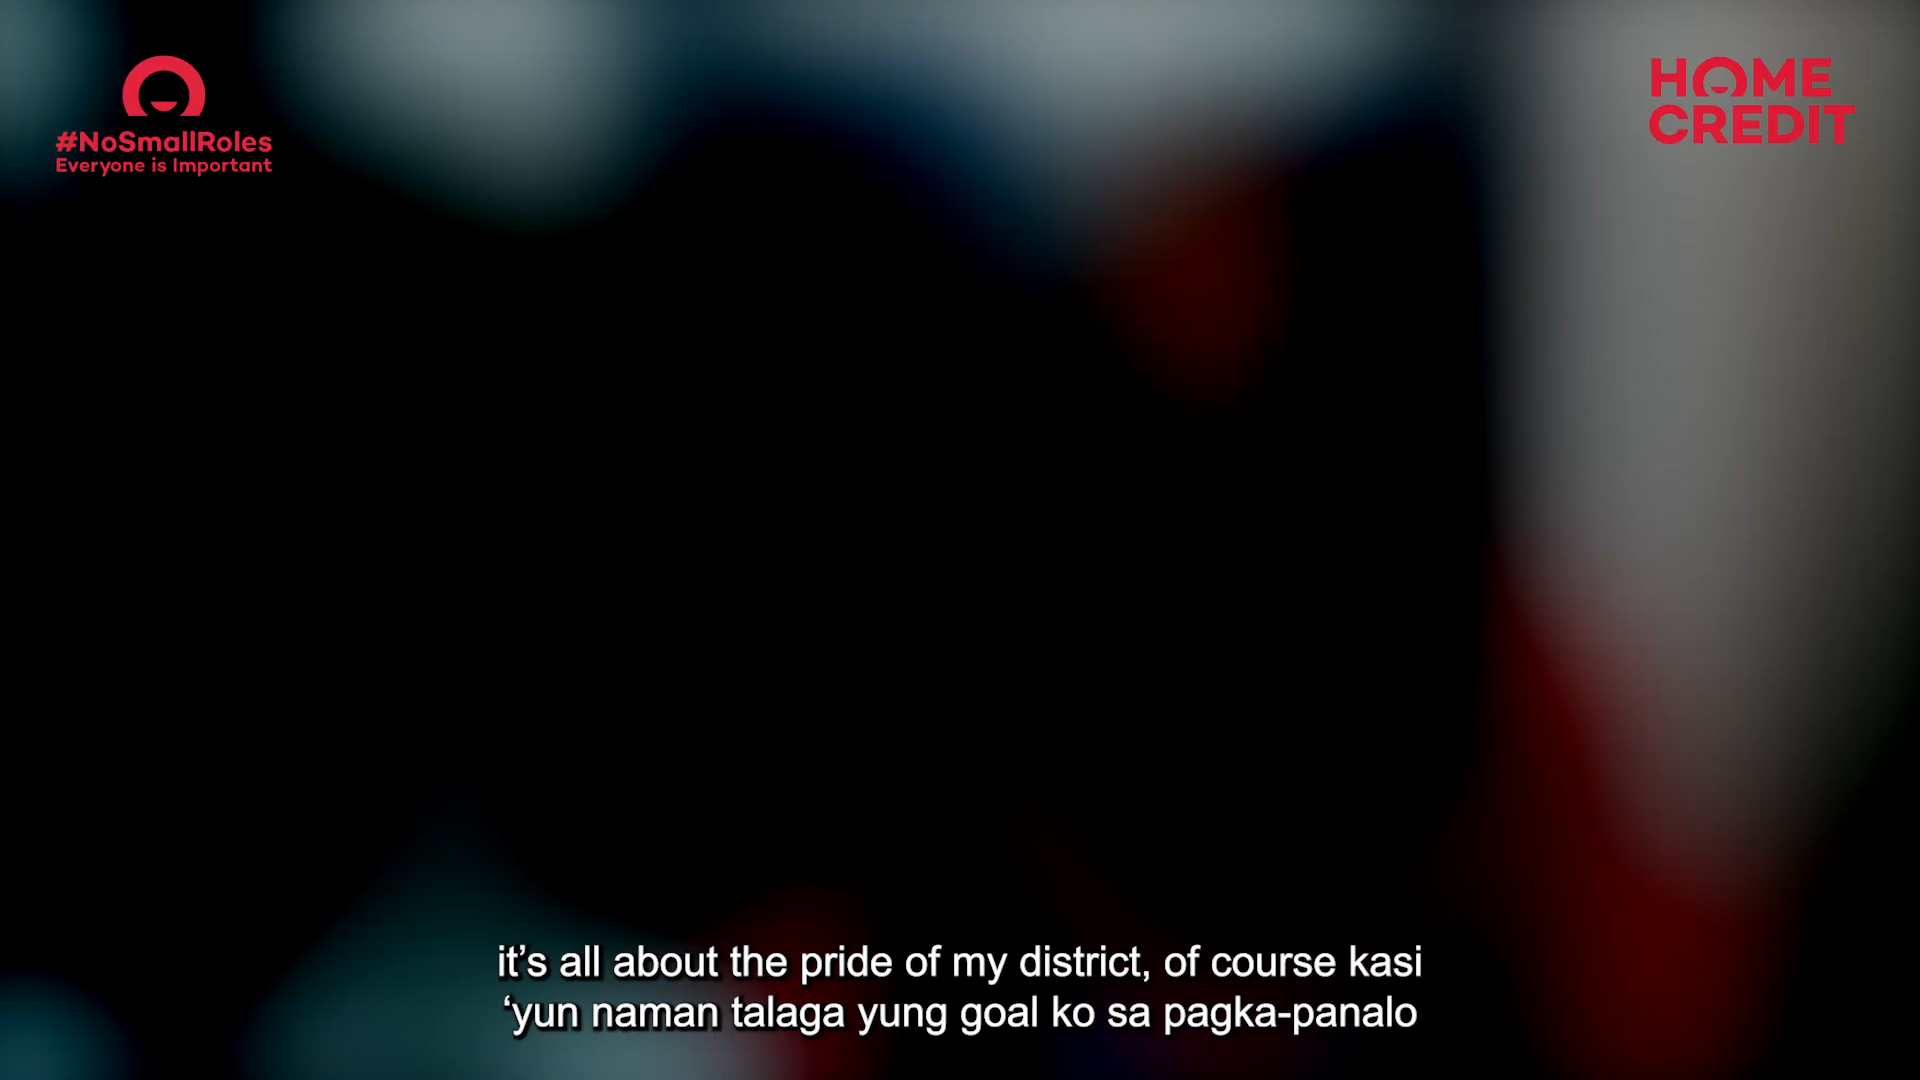 #NoSmallRoles
Everyone is Important
HOME
CREDIT
it’s all about the pride of my district, of course kasi
‘yun naman talaga yung goal ko sa pagka-panalo